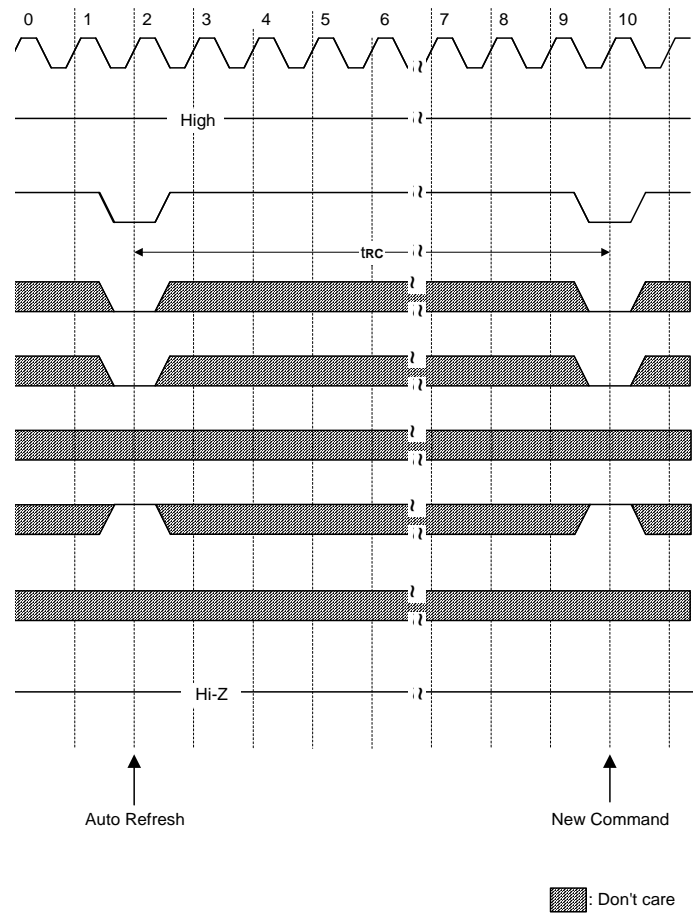 0 1 2 3 4 5 6 7 8 9 10
High
tRC
Hi-Z
Auto Refresh New Command
: Don't care